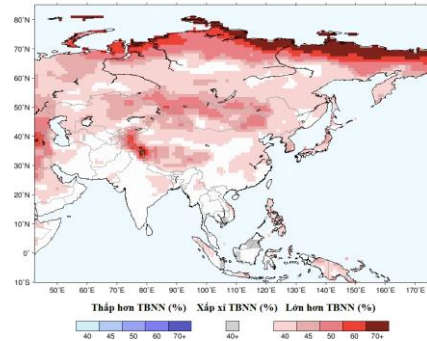 80°N
70°N
60°N
50°N
40°N
30°N
20°N
10°N
0°
10°S
50°E 60°E 70°E 80°E 90°E 100°E 110°E 120°E 130°E 140°E 150°E 160°E 170°E
Thấp hơn TBNN (%) Xấp xỉ TBNN (%) Lớn hơn TBNN (%)
40 45 50 60 70+ 40+ 40 45 50 60 70+